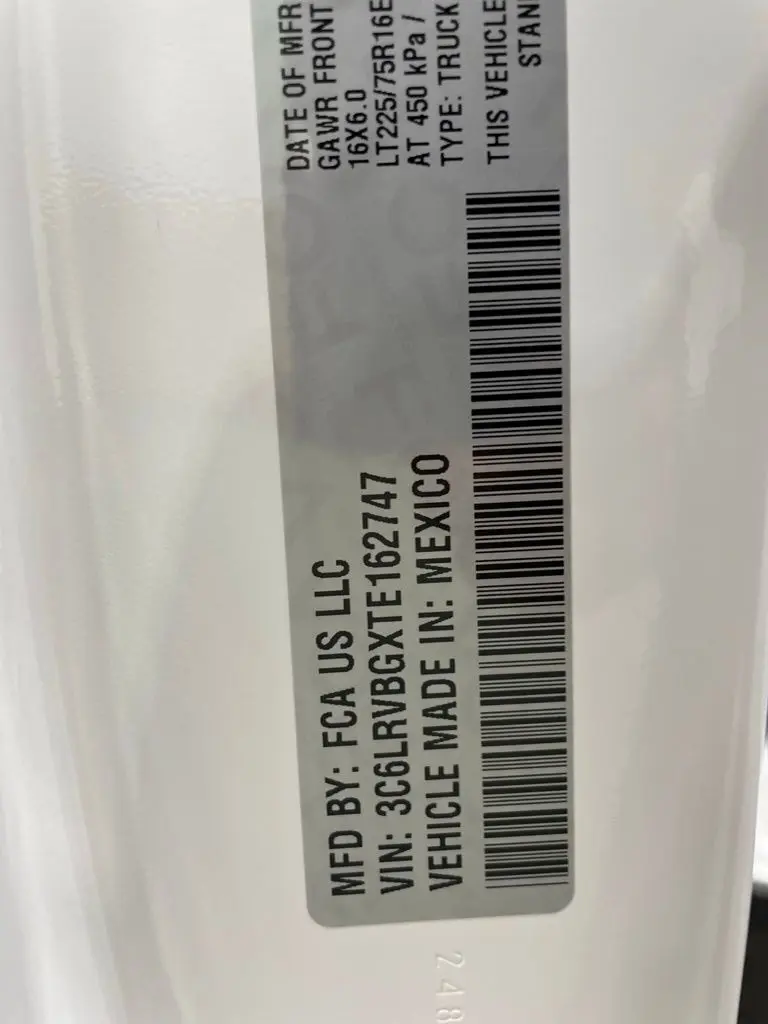 MFD BY: FCA US LLC
VIN: 3C6LRVBGXTE162747
VEHICLE MADE IN: MEXICO
DATE OF MFR
GAWR FRONT
16X6.0
LT225/75R16E
AT 450 kPa /
TYPE: TRUCK
THIS VEHICLE
STAN
248